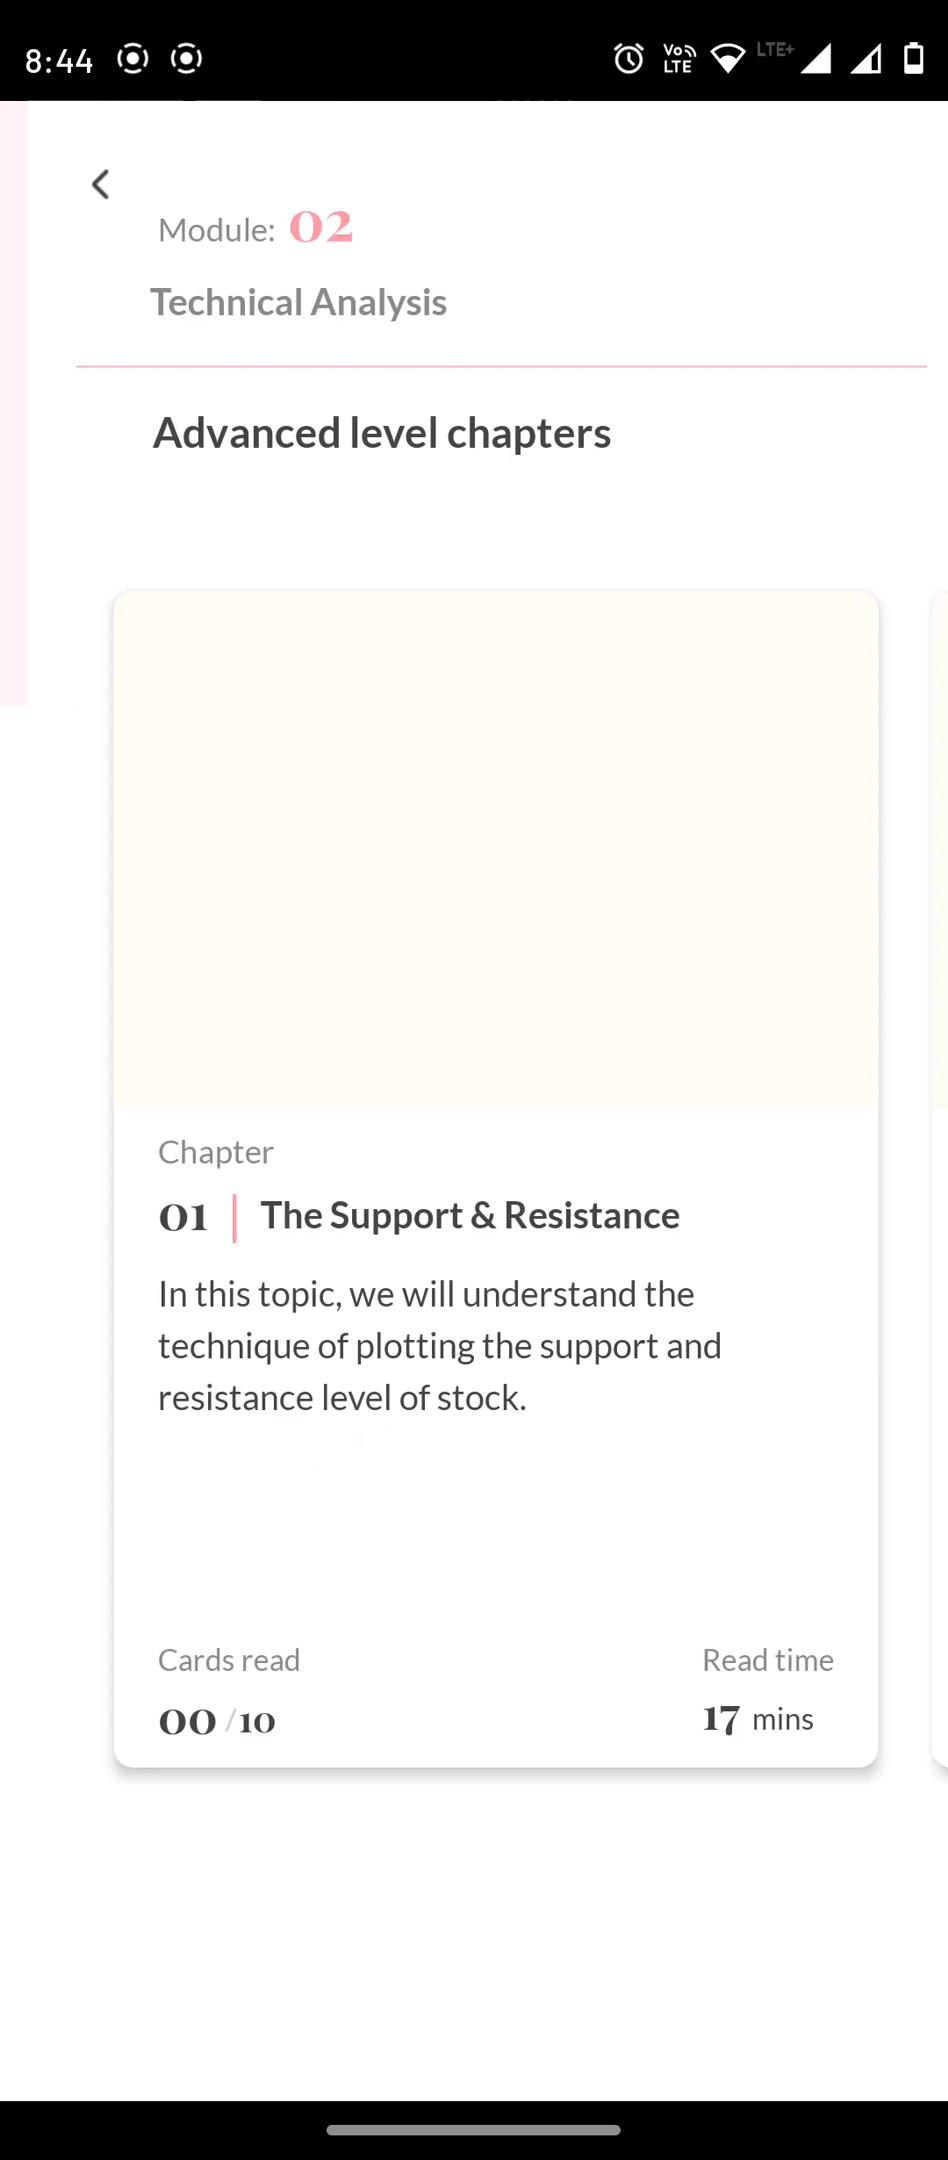 8:44
Vo LTE
LTE+
Module: 02
Technical Analysis
Advanced level chapters
Chapter
01 | The Support & Resistance
In this topic, we will understand the
technique of plotting the support and
resistance level of stock.
Cards read
Read time
00 /10
17 mins